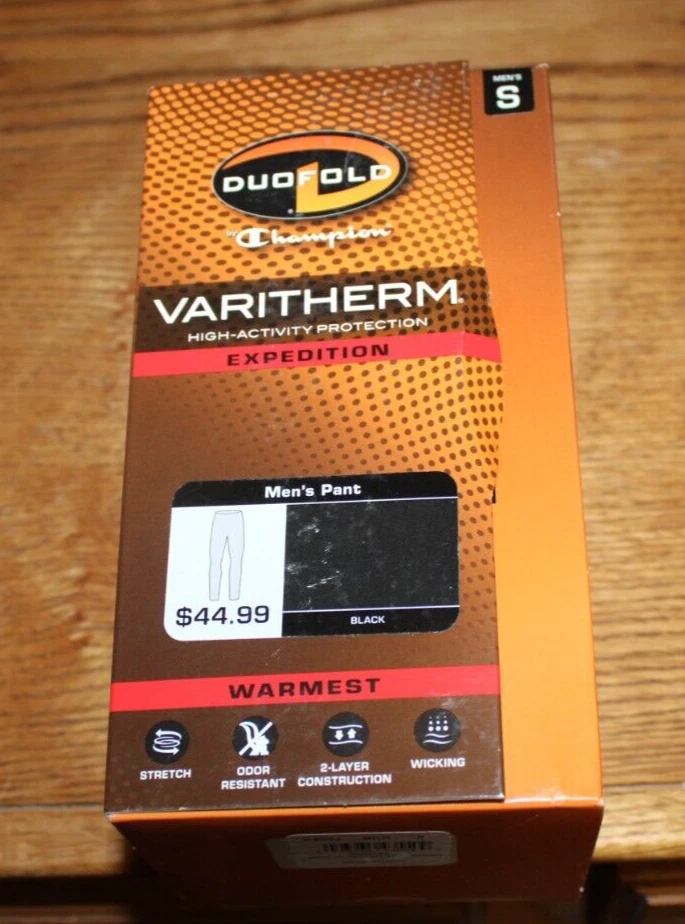 MEN'S
S
DUOFOLD
by Champion
VARITHERM.
HIGH-ACTIVITY PROTECTION
EXPEDITION
Men's Pant
$44.99
BLACK
WARMEST
STRETCH
ODOR
RESISTANT
2-LAYER
CONSTRUCTION
WICKING